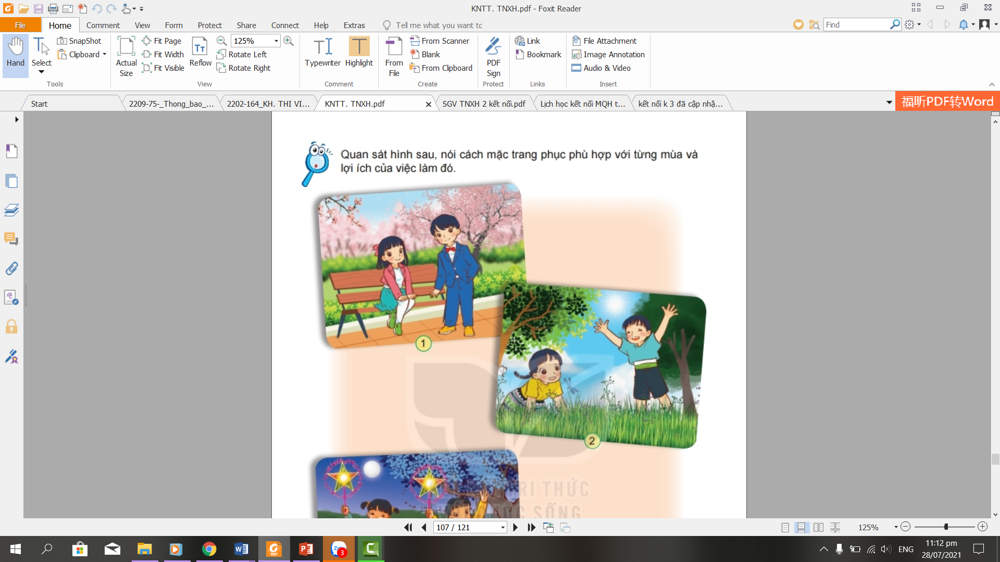 KNTT. TNXH.pdf - Foxit Reader
File Home Comment View Form Protect Share Connect Help Extras Tell me what you want to Find
Hand
Select
SnapShot
Clipboard
Tools
Actual Size
Fit Page
Fit Width
Fit Visible
Reflow
125%
Rotate Left
Rotate Right
View
Typewriter
Highlight
Comment
From File
From Scanner
Blank
From Clipboard
Create
PDF Sign
Protect
Link
Bookmark
Links
File Attachment
Image Annotation
Audio & Video
Insert
Start 2209-75-_Thong_bao_... 2202-164_KH. THI VI... KNTT. TNXH.pdf SGV TNXH 2 kết nối.pdf Lịch học kết nối MQH t... kết nối k 3 đã cập nhậ... 福昕PDF转Word
Quan sát hình sau, nói cách mặc trang phục phù hợp với từng mùa và
lợi ích của việc làm đó.
1
2
RI THỨC
SỐNG
107 / 121
125%
3
ENG
11:12 pm
28/07/2021